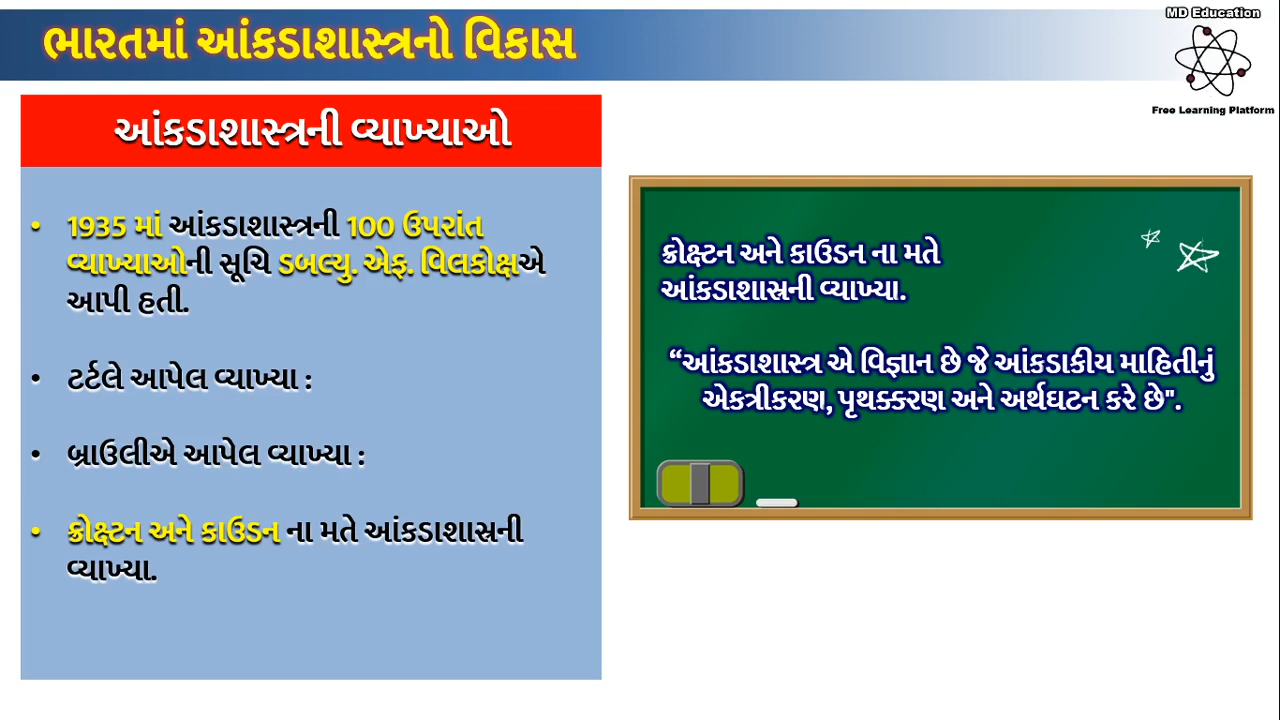 ભારતમાં આંકડાશાસ્ત્રનો વિકાસ
MD Education
Free Learning Platform
આંકડાશાસ્ત્રની વ્યાખ્યાઓ
• 1935 માં આંકડાશાસ્ત્રની 100 ઉપરાંત
વ્યાખ્યાઓની સૂચિ ડબલ્યુ. એફ. વિલકોક્ષએ
આપી હતી.
• ટર્ટલે આપેલ વ્યાખ્યા :
• બ્રાઉલીએ આપેલ વ્યાખ્યા :
• ક્રોક્ષ્ટન અને કાઉડન ના મતે આંકડાશાસ્રની
વ્યાખ્યા.
ક્રોક્ષ્ટન અને કાઉડન ના મતે
આંકડાશાસ્રની વ્યાખ્યા.
“આંકડાશાસ્ત્ર એ વિજ્ઞાન છે જે આંકડાકીય માહિતીનું
એકત્રીકરણ, પૃથક્કરણ અને અર્થઘટન કરે છે".